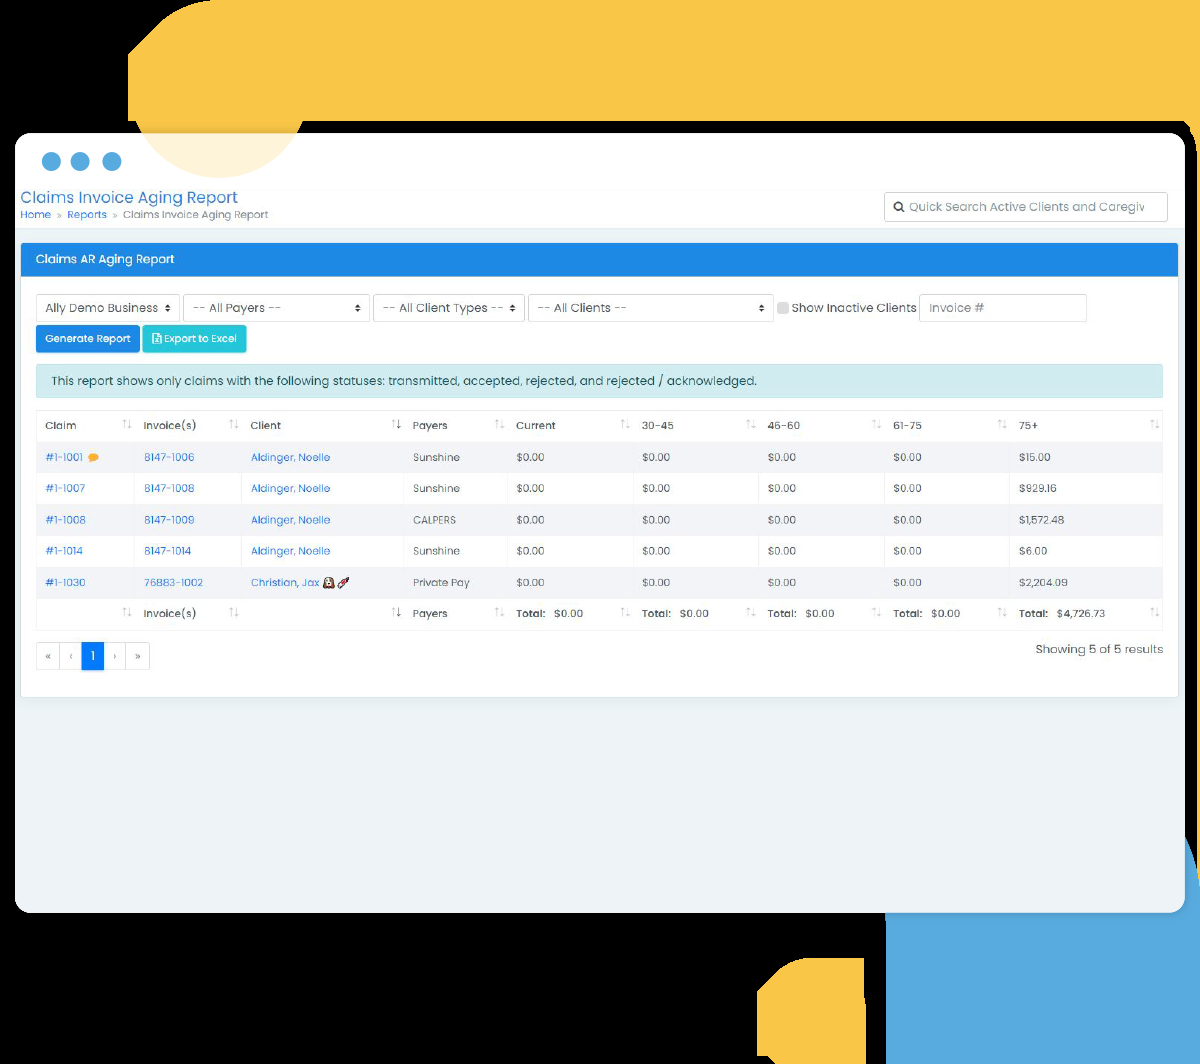 Claims Invoice Aging Report
Home » Reports » Claims Invoice Aging Report
Quick Search Active Clients and Caregiv
Claims AR Aging Report
Ally Demo Business -- All Payers -- -- All Client Types -- -- All Clients -- Show Inactive Clients Invoice #
Generate Report Export to Excel
This report shows only claims with the following statuses: transmitted, accepted, rejected, and rejected / acknowledged.
Claim Invoice(s) Client Payers Current 30-45 46-60 61-75 75+
#1-1001 8147-1006 Aldinger, Noelle Sunshine $0.00 $0.00 $0.00 $0.00 $15.00
#1-1007 8147-1008 Aldinger, Noelle Sunshine $0.00 $0.00 $0.00 $0.00 $929.16
#1-1008 8147-1009 Aldinger, Noelle CALPERS $0.00 $0.00 $0.00 $0.00 $1,572.48
#1-1014 8147-1014 Aldinger, Noelle Sunshine $0.00 $0.00 $0.00 $0.00 $6.00
#1-1030 76883-1002 Christian, Jax Private Pay $0.00 $0.00 $0.00 $0.00 $2,204.09
Invoice(s) Payers Total: $0.00 Total: $0.00 Total: $0.00 Total: $0.00 Total: $4,726.73
« ‹ 1 › »
Showing 5 of 5 results